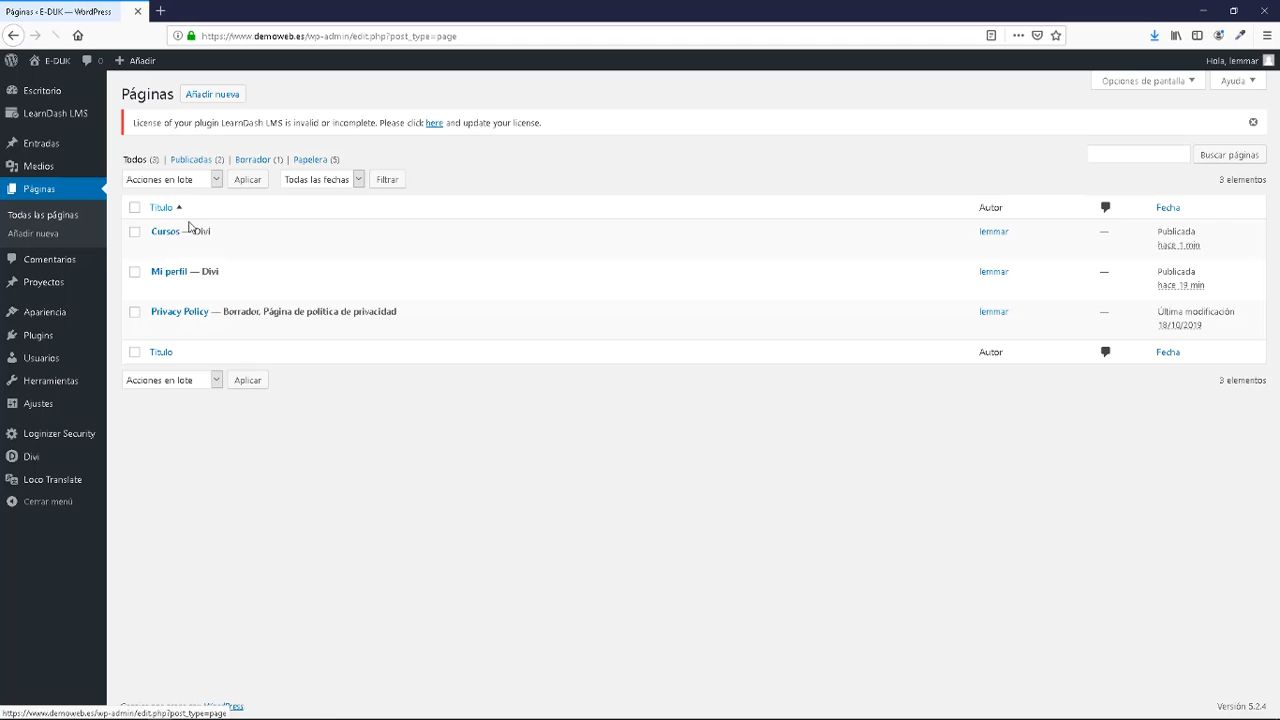 Páginas ‹ E-DUK — WordPress
https://www.demoweb.es/wp-admin/edit.php?post_type=page
E-DUK 0 Añadir Hola, lemmar
Escritorio
LearnDash LMS
Entradas
Medios
Páginas
Todas las páginas
Añadir nueva
Comentarios
Proyectos
Apariencia
Plugins
Usuarios
Herramientas
Ajustes
Loginizer Security
Divi
Loco Translate
Cerrar menú
Opciones de pantalla Ayuda
Páginas Añadir nueva
License of your plugin LearnDash LMS is invalid or incomplete. Please click here and update your license.
Todos (3) | Publicadas (2) | Borrador (1) | Papelera (5)
Buscar páginas
Acciones en lote Aplicar Todas las fechas Filtrar 3 elementos
Título Autor Fecha
Cursos — Divi lemmar — Publicada
hace 1 min
Mi perfil — Divi lemmar — Publicada
hace 19 min
Privacy Policy — Borrador, Página de política de privacidad lemmar — Última modificación
18/10/2019
Título Autor Fecha
Acciones en lote Aplicar 3 elementos
WordPress Versión 5.2.4
https://www.demoweb.es/wp-admin/edit.php?post_type=page